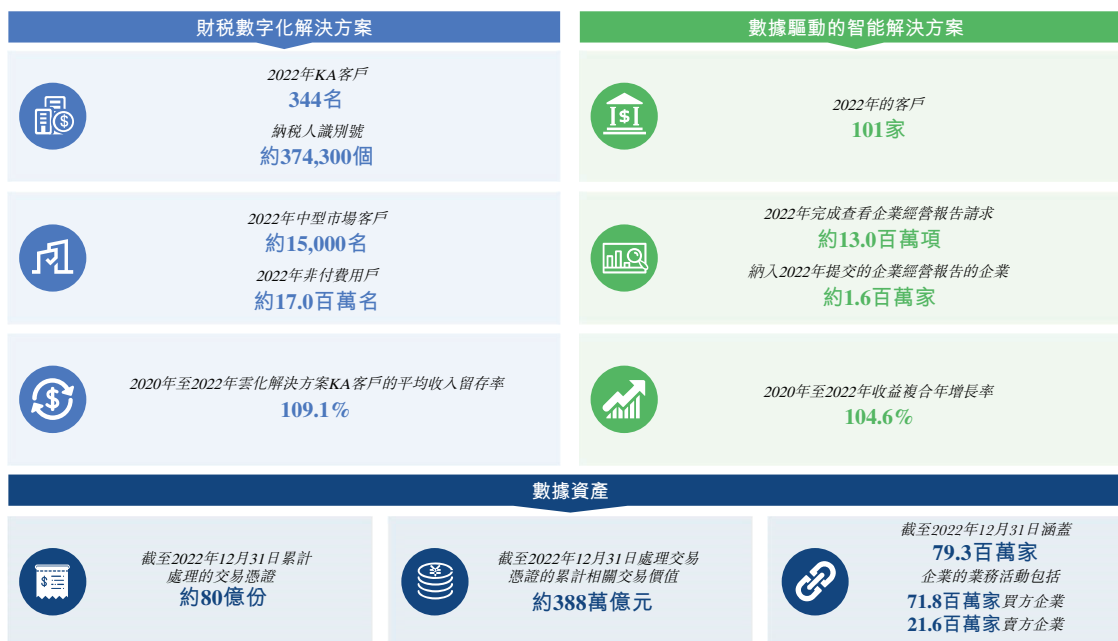 財税數字化解決方案
2022年KA客戶
344名
納税人識別號
約374,300個
2022年中型市場客戶
約15,000名
2022年非付費用戶
約17.0百萬名
2020年至2022年雲化解決方案KA客戶的平均收入留存率
109.1%
數據驅動的智能解決方案
2022年的客戶
101家
2022年完成查看企業經營報告請求
約13.0百萬項
納入2022年提交的企業經營報告的企業
約1.6百萬家
2020年至2022年收益複合年增長率
104.6%
數據資產
截至2022年12月31日累計
處理的交易憑證
約80億份
截至2022年12月31日處理交易
憑證的累計相關交易價值
約388萬億元
截至2022年12月31日涵蓋
79.3百萬家
企業的業務活動包括
71.8百萬家買方企業
21.6百萬家賣方企業